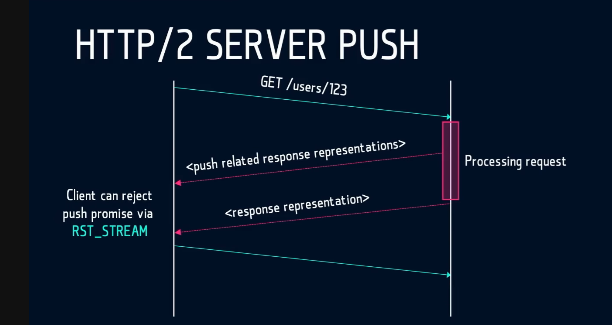 HTTP/2 SERVER PUSH
GET /users/123
<push related response representations>
Processing request
<response representation>
Client can reject
push promise via
RST_STREAM